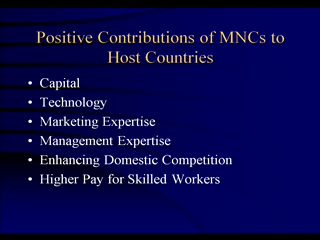 Positive Contributions of MNCs to
Host Countries
• Capital
• Technology
• Marketing Expertise
• Management Expertise
• Enhancing Domestic Competition
• Higher Pay for Skilled Workers